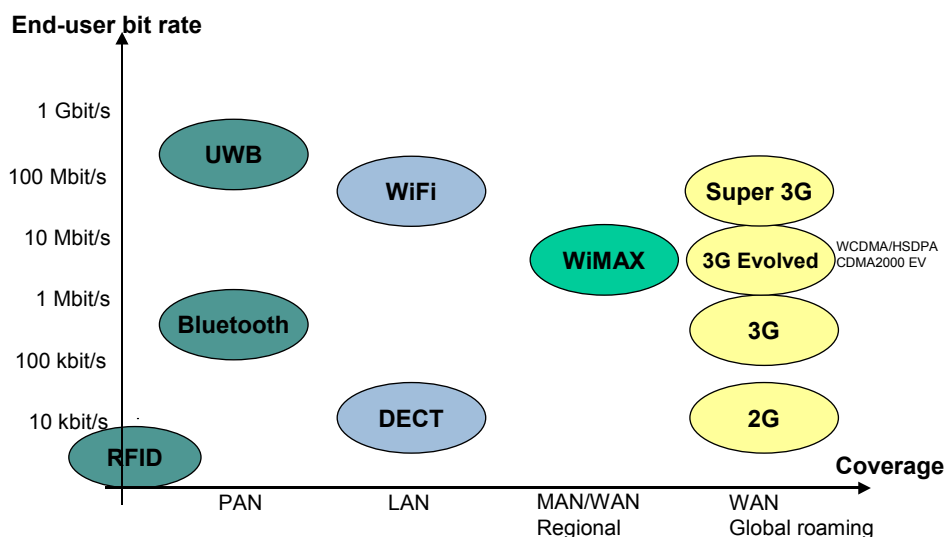 End-user bit rate
1 Gbit/s
UWB
100 Mbit/s
WiFi
Super 3G
10 Mbit/s
WiMAX
3G Evolved
WCDMA/HSDPA
CDMA2000 EV
1 Mbit/s
Bluetooth
3G
100 kbit/s
10 kbit/s
DECT
2G
RFID
Coverage
PAN
LAN
MAN/WAN
Regional
WAN
Global roaming